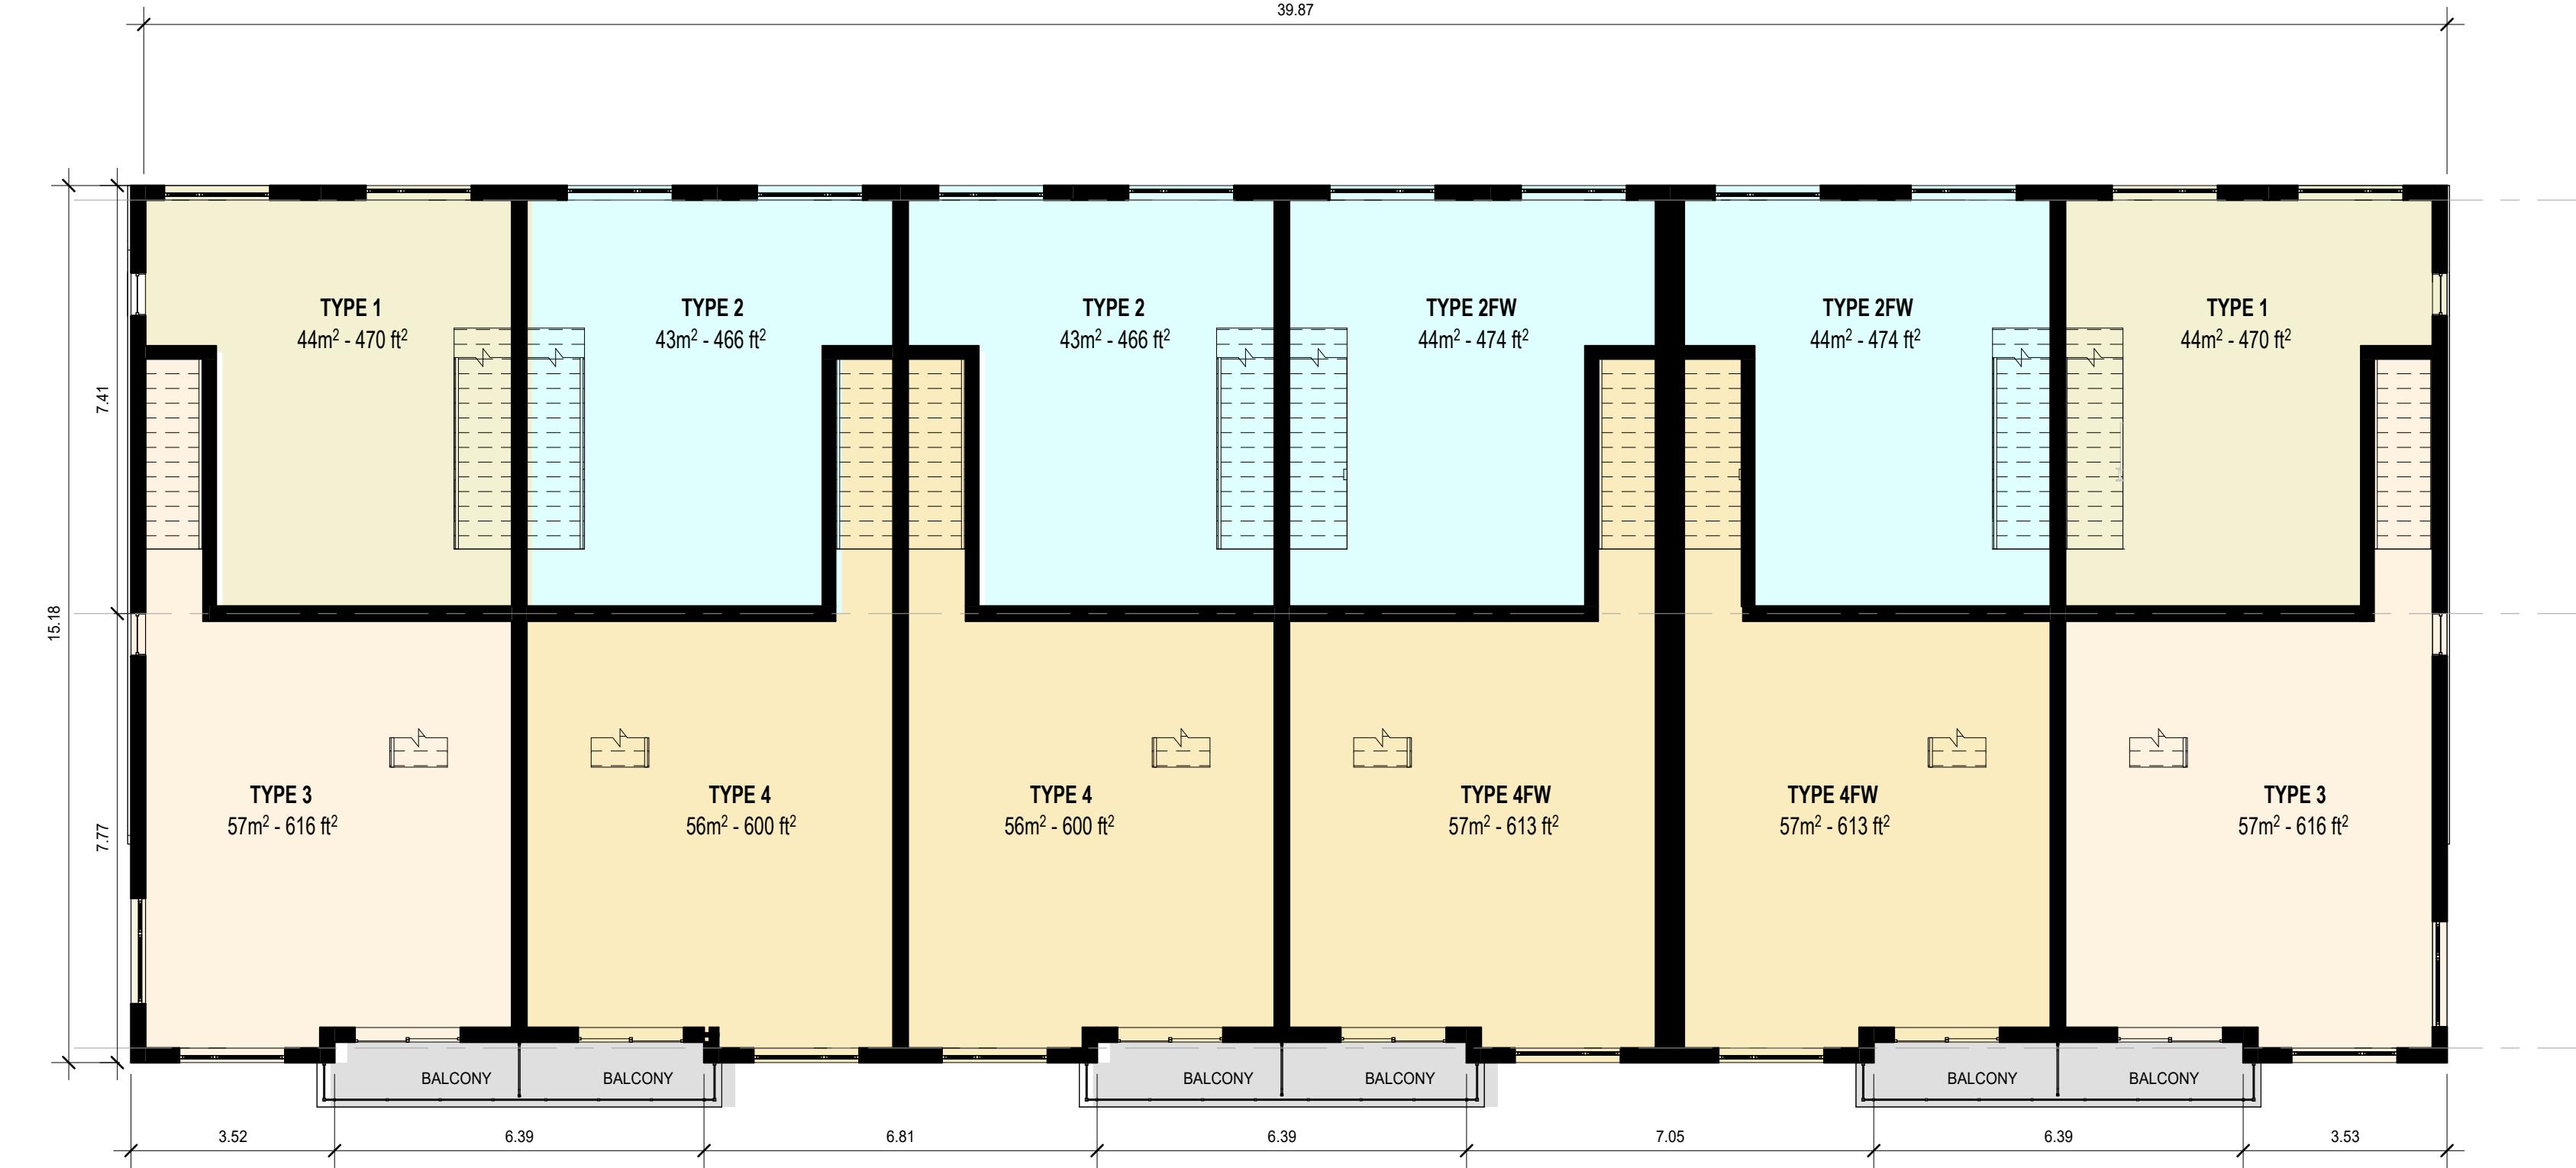 39.87
TYPE 1
44m² - 470 ft²
TYPE 2
43m² - 466 ft²
TYPE 2
43m² - 466 ft²
TYPE 2FW
44m² - 474 ft²
TYPE 2FW
44m² - 474 ft²
TYPE 1
44m² - 470 ft²
7.41
15.18
7.77
TYPE 3
57m² - 616 ft²
TYPE 4
56m² - 600 ft²
TYPE 4
56m² - 600 ft²
TYPE 4FW
57m² - 613 ft²
TYPE 4FW
57m² - 613 ft²
TYPE 3
57m² - 616 ft²
BALCONY
BALCONY
BALCONY
BALCONY
BALCONY
BALCONY
3.52
6.39
6.81
6.39
7.05
6.39
3.53